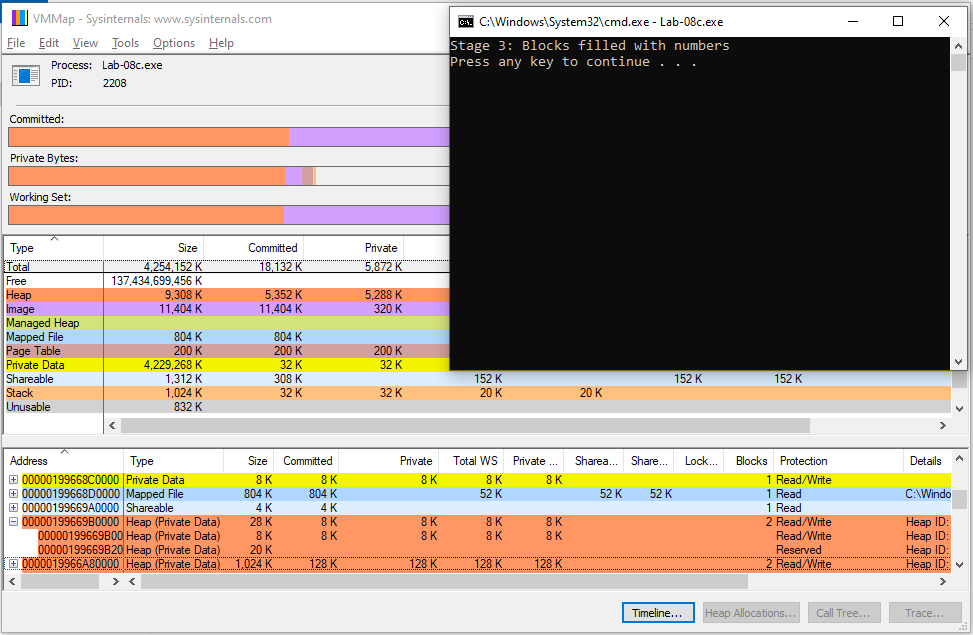 VMMap - Sysinternals: www.sysinternals.com
File Edit View Tools Options Help
Process: Lab-08c.exe
PID: 2208
Committed:
Private Bytes:
Working Set:
C:\Windows\System32\cmd.exe - Lab-08c.exe
Stage 3: Blocks filled with numbers
Press any key to continue . . .
Type Size Committed Private
Total 4,254,152 K 18,132 K 5,872 K
Free 137,434,699,456 K
Heap 9,308 K 5,352 K 5,288 K
Image 11,404 K 11,404 K 320 K
Managed Heap
Mapped File 804 K 804 K
Page Table 200 K 200 K 200 K
Private Data 4,229,268 K 32 K 32 K
Shareable 1,312 K 308 K 152 K 152 K 152 K
Stack 1,024 K 32 K 32 K 20 K 20 K
Unusable 832 K
Address Type Size Committed Private Total WS Private ... Sharea... Share... Lock... Blocks Protection Details
00000199668C0000 Private Data 8 K 8 K 8 K 8 K 8 K 1 Read/Write
00000199668D0000 Mapped File 804 K 804 K 52 K 52 K 52 K 1 Read C:\Windo
00000199669A0000 Shareable 4 K 4 K 1 Read
00000199669B0000 Heap (Private Data) 28 K 8 K 8 K 8 K 8 K 2 Read/Write Heap ID:
00000199669B00 Heap (Private Data) 8 K 8 K 8 K 8 K 8 K Read/Write Heap ID:
00000199669B20 Heap (Private Data) 20 K Reserved Heap ID:
0000019966A80000 Heap (Private Data) 1,024 K 128 K 128 K 128 K 128 K 2 Read/Write Heap ID:
Timeline... Heap Allocations... Call Tree... Trace...